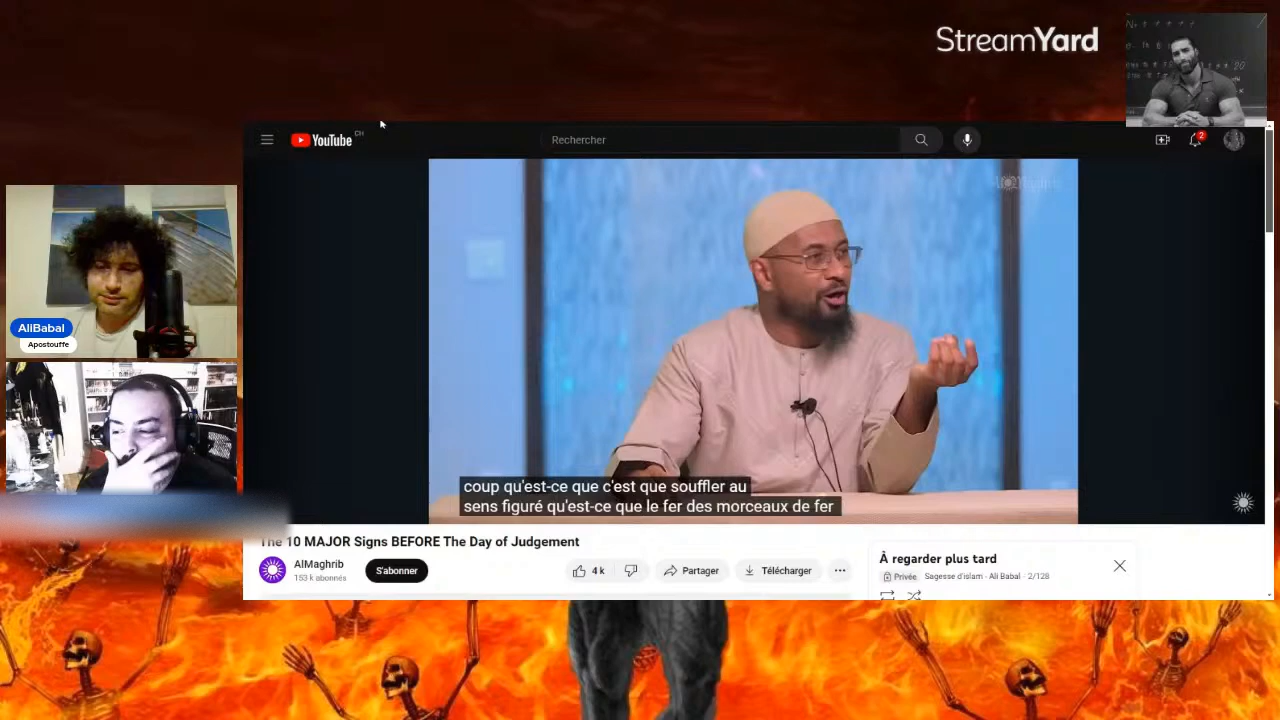 StreamYard
YouTube CH
Rechercher
2
AliBabal
Apostouffe
coup qu'est-ce que c'est que souffler au
sens figuré qu'est-ce que le fer des morceaux de fer
The 10 MAJOR Signs BEFORE The Day of Judgement
AlMaghrib
153 k abonnés
S'abonner
4 k
Partager
Télécharger
À regarder plus tard
Privée
Sagesse d'islam - Ali Babal - 2/128